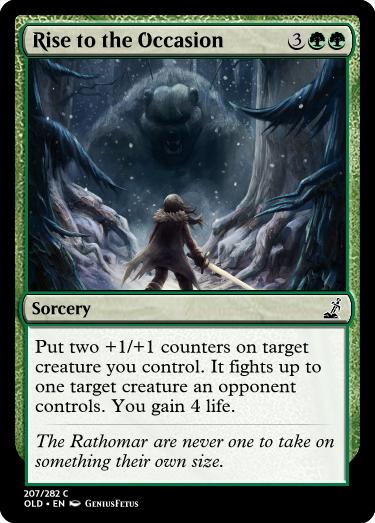 Rise to the Occasion 3
Sorcery
Put two +1/+1 counters on target
creature you control. It fights up to
one target creature an opponent
controls. You gain 4 life.
The Rathomar are never one to take on
something their own size.
207/282 C
OLD • EN GeniusFetus